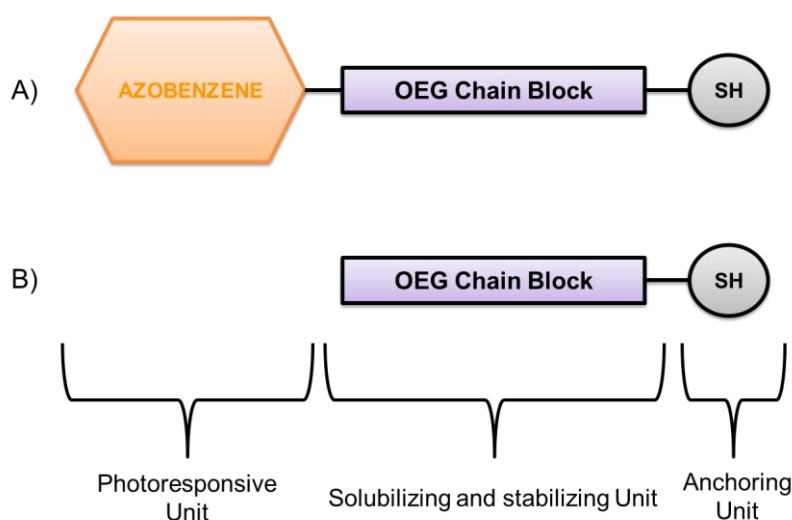 A)
AZOBENZENE
OEG Chain Block
SH
B)
OEG Chain Block
SH
Photoresponsive
Unit
Solubilizing and stabilizing Unit
Anchoring
Unit